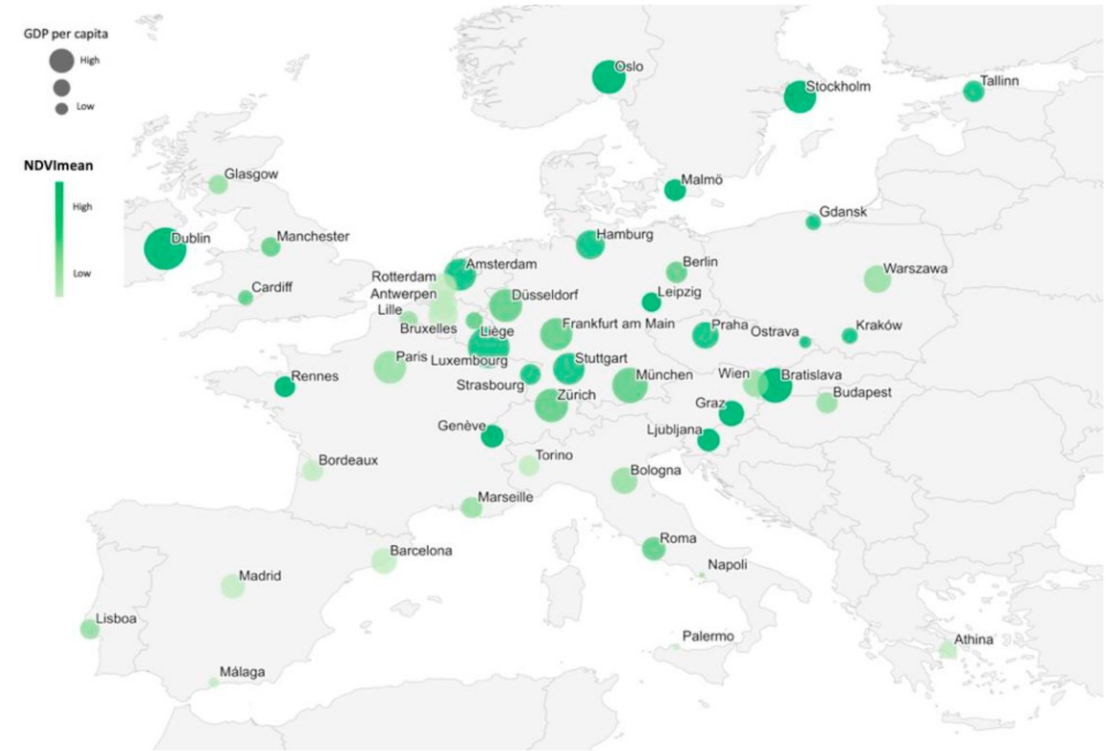 GDP per capita
High
Low
NDVImean
High
Low
Oslo
Stockholm
Tallinn
Glasgow
Malmö
Gdansk
Dublin
Manchester
Hamburg
Amsterdam
Berlin
Warszawa
Rotterdam
Cardiff
Antwerpen
Düsseldorf
Leipzig
Lille
Bruxelles
Liège
Frankfurt am Main
Praha
Ostrava
Kraków
Paris
Luxembourg
Stuttgart
Rennes
Strasbourg
München
Wien
Bratislava
Zürich
Graz
Budapest
Genève
Ljubljana
Bordeaux
Torino
Bologna
Marseille
Roma
Barcelona
Napoli
Madrid
Lisboa
Palermo
Athina
Málaga